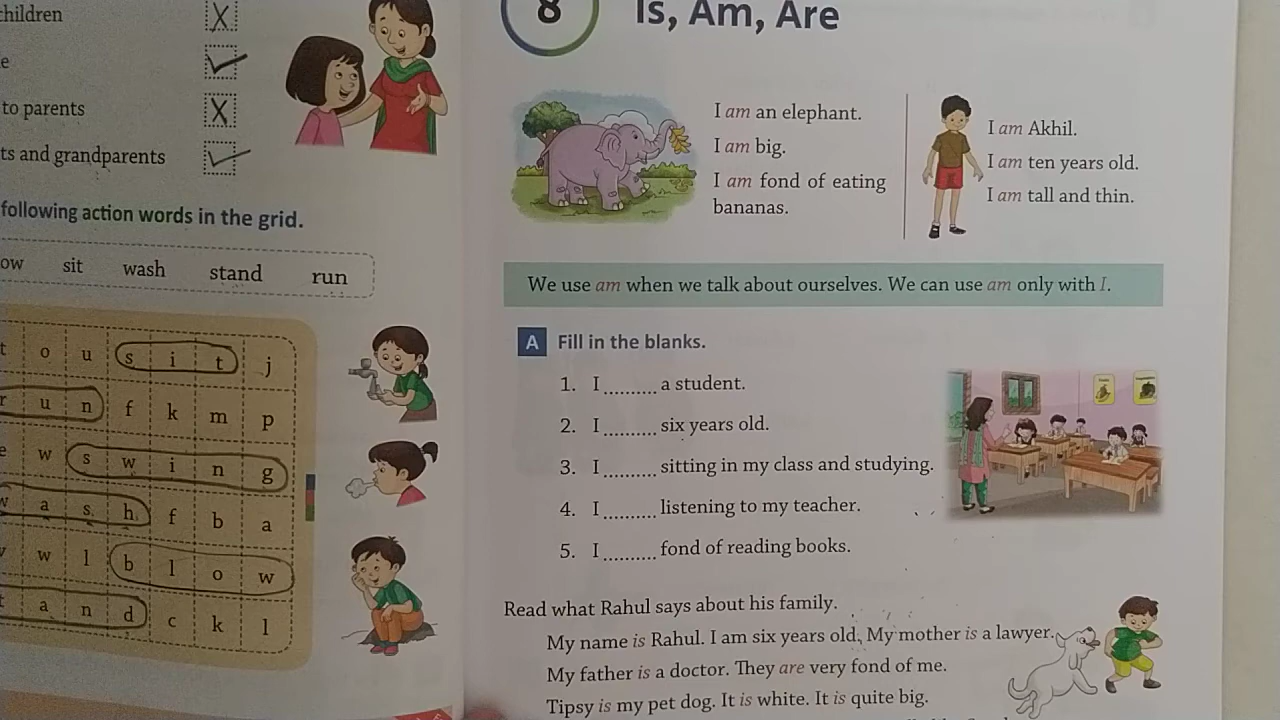 children
e
to parents
ts and grandparents
following action words in the grid.
ow sit wash stand run
t o u s i t j
r u n f k m p
e w s w i n g
w a s h f b a
w l b l o w
t a n d c k l
8 Is, Am, Are
I am an elephant.
I am big.
I am fond of eating
bananas.
I am Akhil.
I am ten years old.
I am tall and thin.
We use am when we talk about ourselves. We can use am only with I.
A Fill in the blanks.
1. I ......... a student.
2. I ......... six years old.
3. I ......... sitting in my class and studying.
4. I ......... listening to my teacher.
5. I ......... fond of reading books.
Read what Rahul says about his family.
My name is Rahul. I am six years old. My mother is a lawyer.
My father is a doctor. They are very fond of me.
Tipsy is my pet dog. It is white. It is quite big.